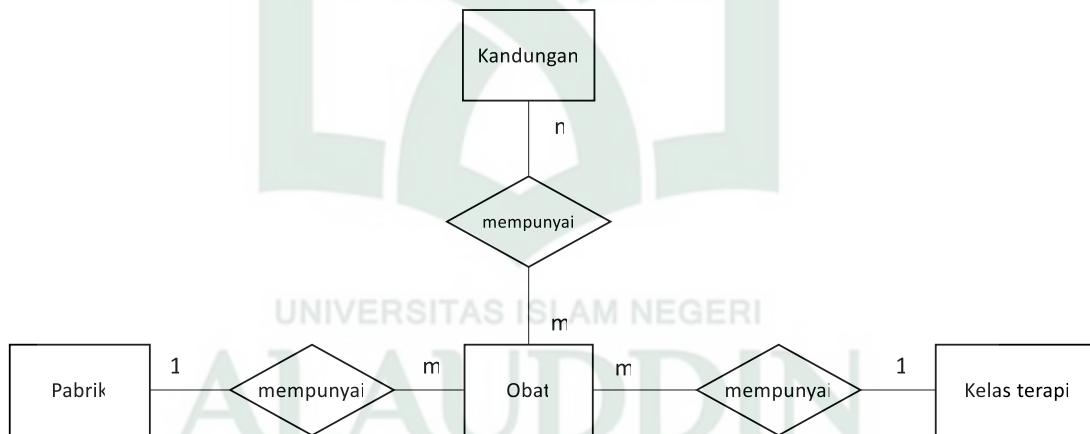 Kandungan
n
mempunyai
UNIVERSITAS ISLAM NEGERI
m
1 m m 1
Pabrik mempunyai Obat mempunyai Kelas terapi
ALAUDDIN